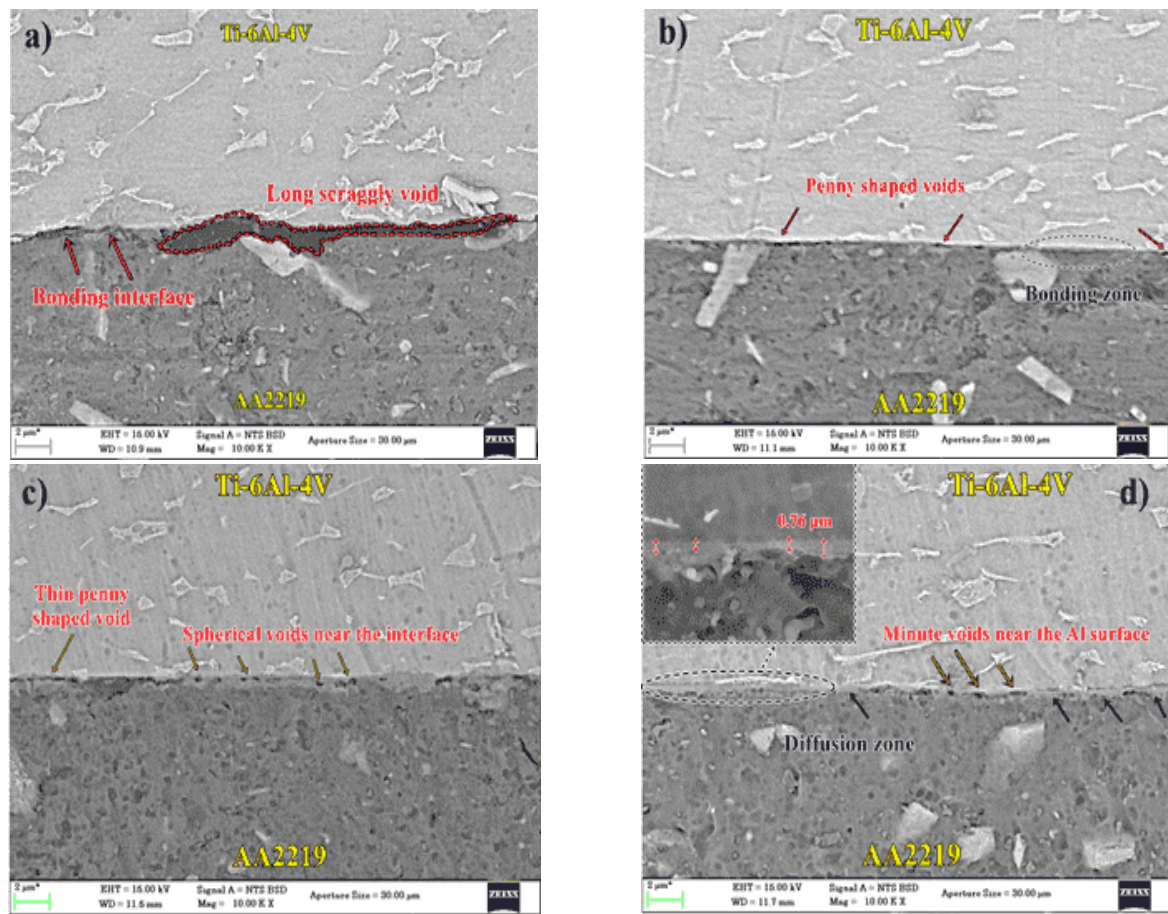 a)
Ti-6Al-4V
Long scraggly void
Bonding interface
AA2219
2 µm*
EHT = 15.00 kV
Signal A = NTS BSD
Aperture Size = 30.00 µm
WD = 10.9 mm
Mag = 10.00 K X
ZEISS
b)
Ti-6Al-4V
Penny shaped voids
Bonding zone
AA2219
2 µm*
EHT = 15.00 kV
Signal A = NTS BSD
Aperture Size = 30.00 µm
WD = 11.1 mm
Mag = 10.00 K X
ZEISS
c)
Ti-6Al-4V
Thin penny
shaped void
Spherical voids near the interface
AA2219
2 µm*
EHT = 15.00 kV
Signal A = NTS BSD
Aperture Size = 30.00 µm
WD = 11.5 mm
Mag = 10.00 K X
ZEISS
d)
Ti-6Al-4V
0.76 µm
Minute voids near the Al surface
Diffusion zone
AA2219
2 µm*
EHT = 15.00 kV
Signal A = NTS BSD
Aperture Size = 30.00 µm
WD = 11.7 mm
Mag = 10.00 K X
ZEISS